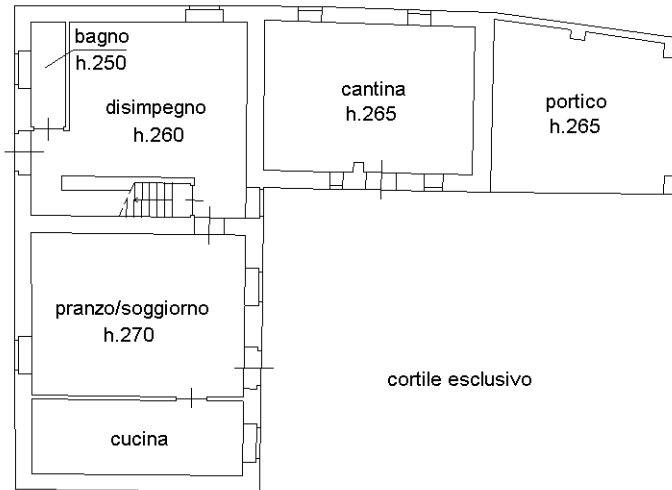 bagno
h.250
disimpegno
h.260
cantina
h.265
portico
h.265
pranzo/soggiorno
h.270
cortile esclusivo
cucina